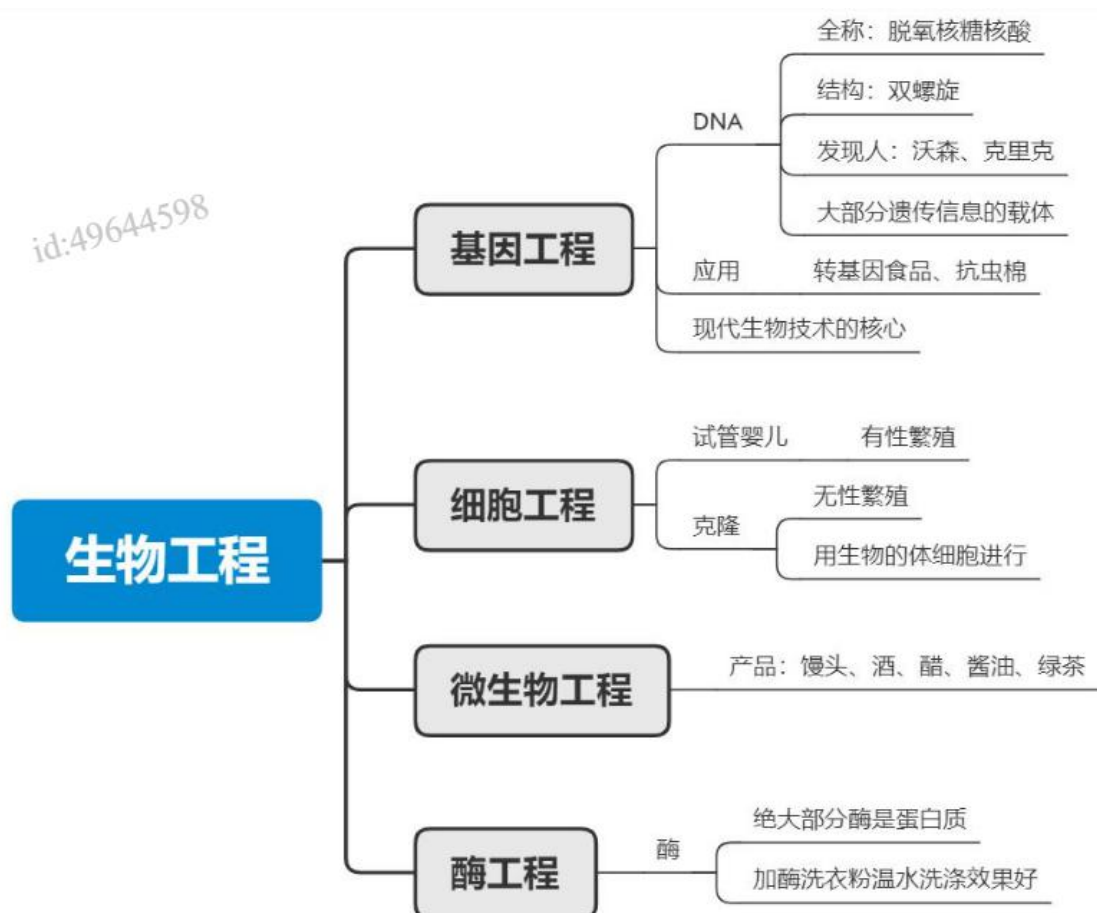 全称：脱氧核糖核酸
结构：双螺旋
DNA
发现人：沃森、克里克
大部分遗传信息的载体
id:49644598
基因工程
应用
转基因食品、抗虫棉
现代生物技术的核心
试管婴儿
有性繁殖
细胞工程
无性繁殖
克隆
用生物的体细胞进行
生物工程
微生物工程
产品：馒头、酒、醋、酱油、绿茶
绝大部分酶是蛋白质
酶工程
酶
加酶洗衣粉温水洗涤效果好